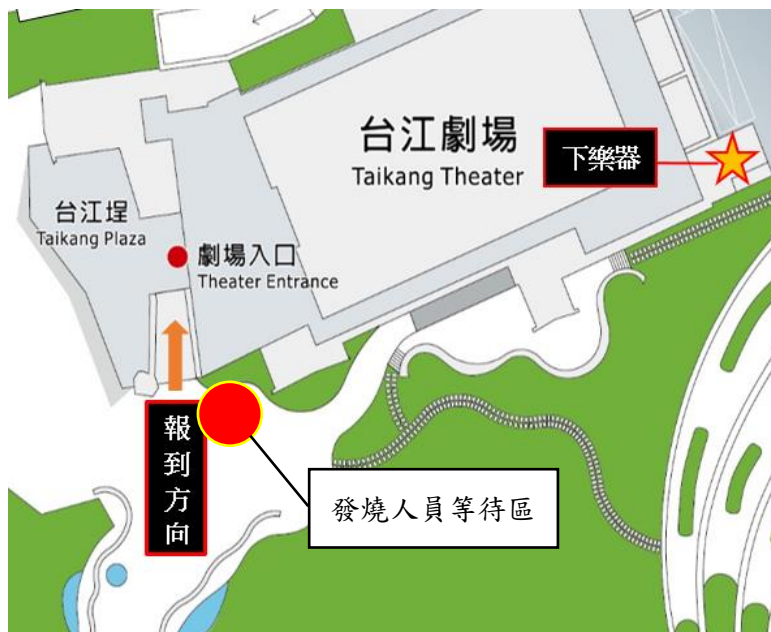 台江劇場
Taikang Theater
下樂器
台江埕
Taikang Plaza
劇場入口
Theater Entrance
報到方向
發燒人員等待區